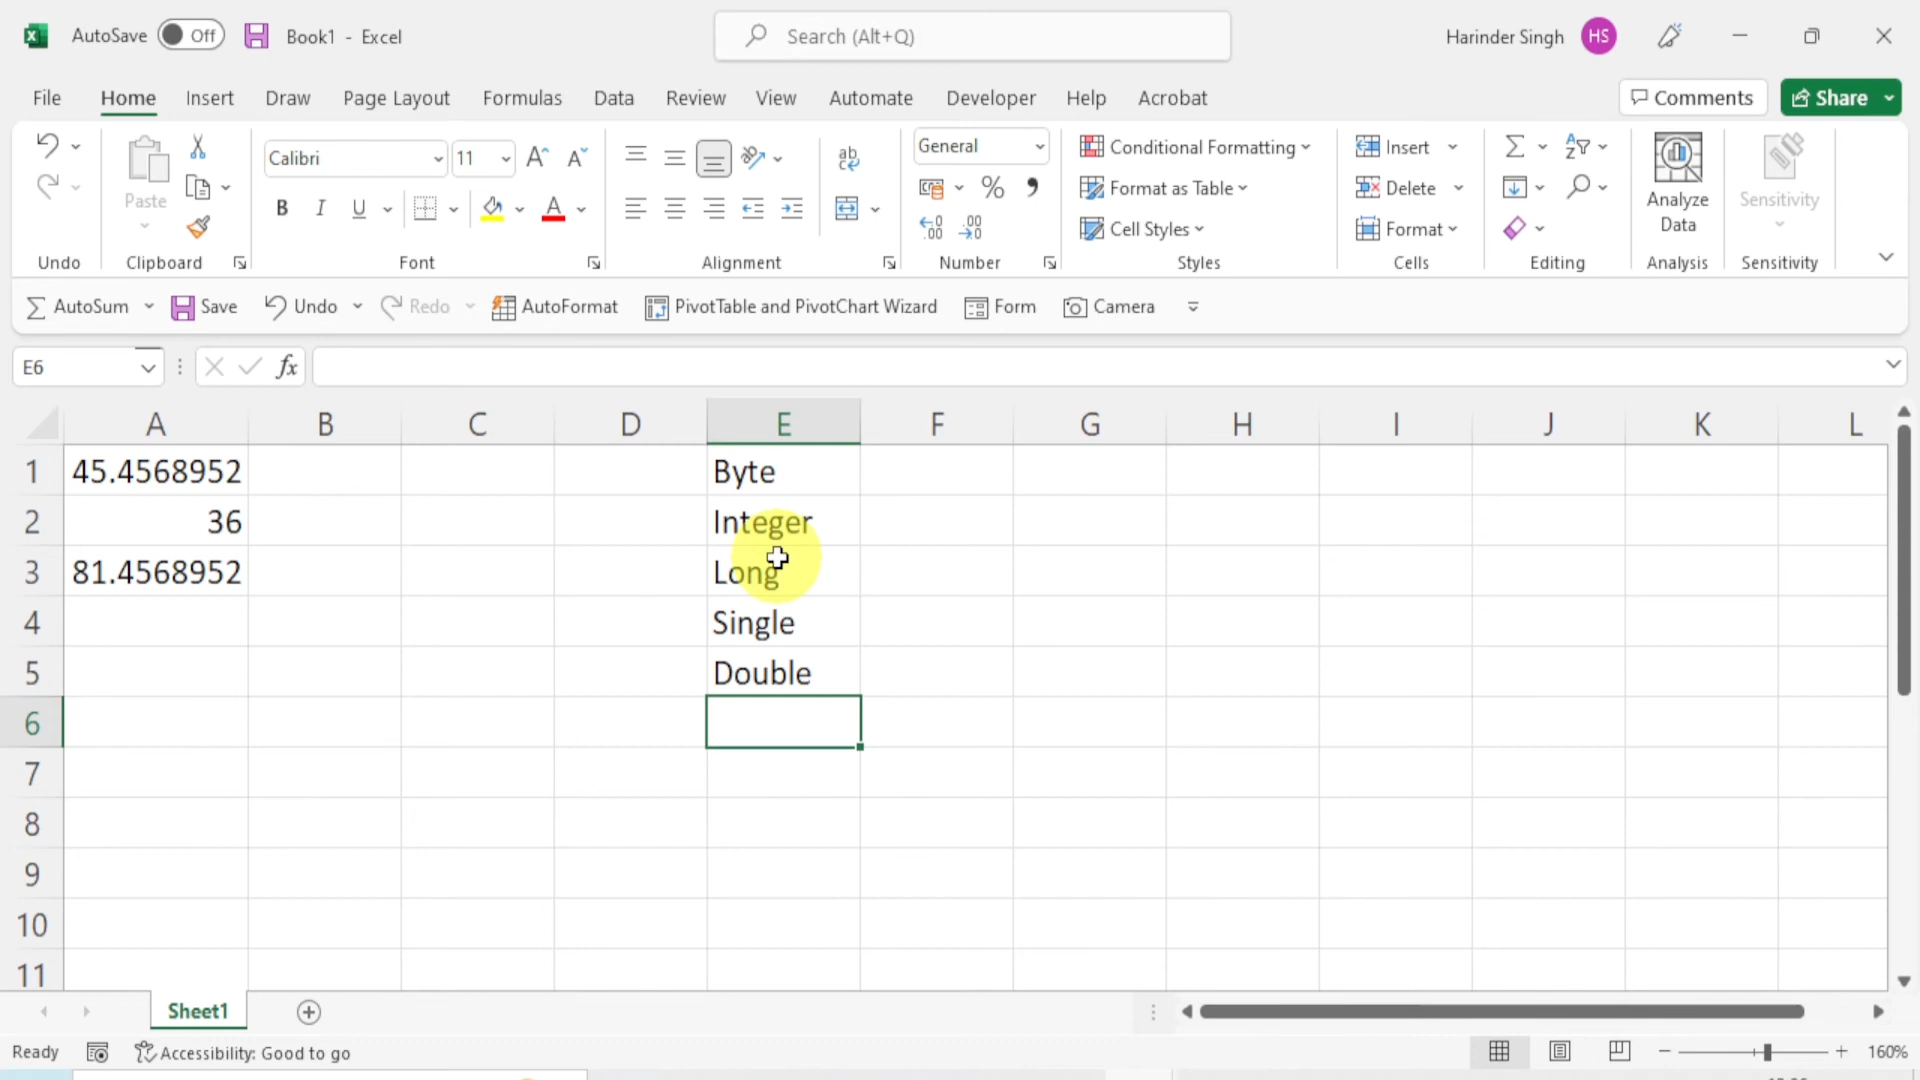 AutoSave Off Book1 - Excel Search (Alt+Q) Harinder Singh HS
File Home Insert Draw Page Layout Formulas Data Review View Automate Developer Help Acrobat Comments Share
Calibri 11 General Conditional Formatting Insert
Paste Format as Table Delete Analyze Data Sensitivity
B I U A % Cell Styles Format
Undo Clipboard Font Alignment Number Styles Cells Editing Analysis Sensitivity
AutoSum Save Undo Redo AutoFormat PivotTable and PivotChart Wizard Form Camera
E6 fx
A B C D E F G H I J K L
1 45.4568952 Byte
2 36 Integer
3 81.4568952 Long
4 Single
5 Double
6
7
8
9
10
11
Sheet1
Ready Accessibility: Good to go 160%